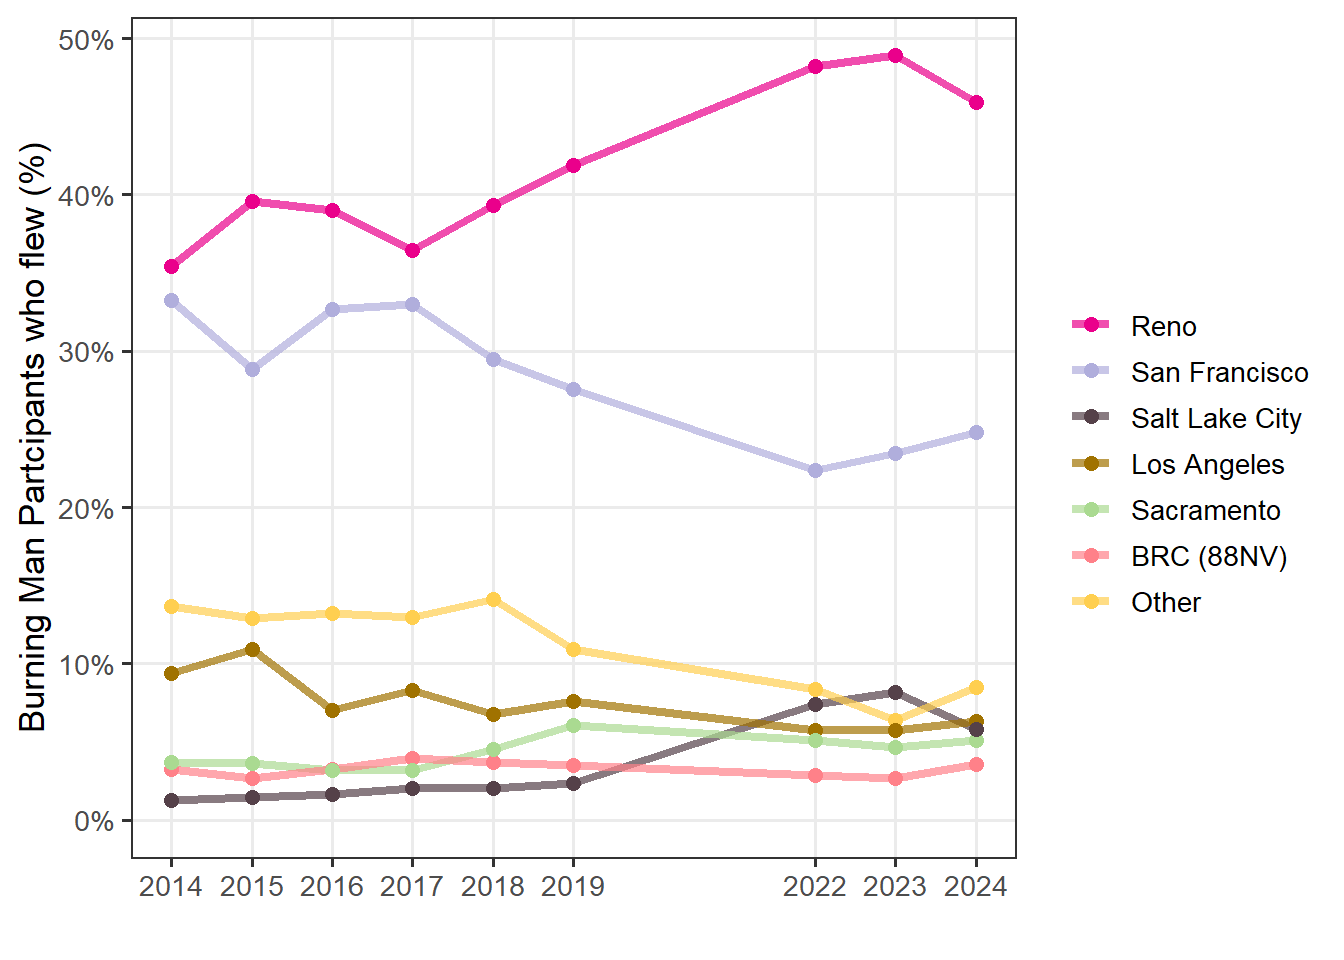 Burning Man Partcipants who flew (%)
50%
40%
30%
20%
10%
0%
2014 2015 2016 2017 2018 2019 2022 2023 2024
Reno
San Francisco
Salt Lake City
Los Angeles
Sacramento
BRC (88NV)
Other